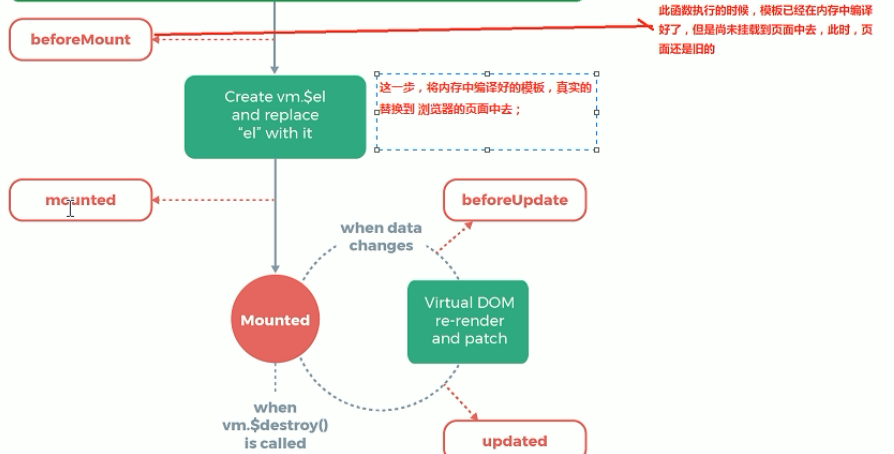 此函数执行的时候，模板已经在内存中编译
好了，但是尚未挂载到页面中去，此时，页
面还是旧的
beforeMount
Create vm.$el
and replace
“el” with it
这一步，将内存中编译好的模板，真实的
替换到 浏览器的页面中去；
mounted
beforeUpdate
when data
changes
Mounted
Virtual DOM
re-render
and patch
when
vm.$destroy()
is called
updated